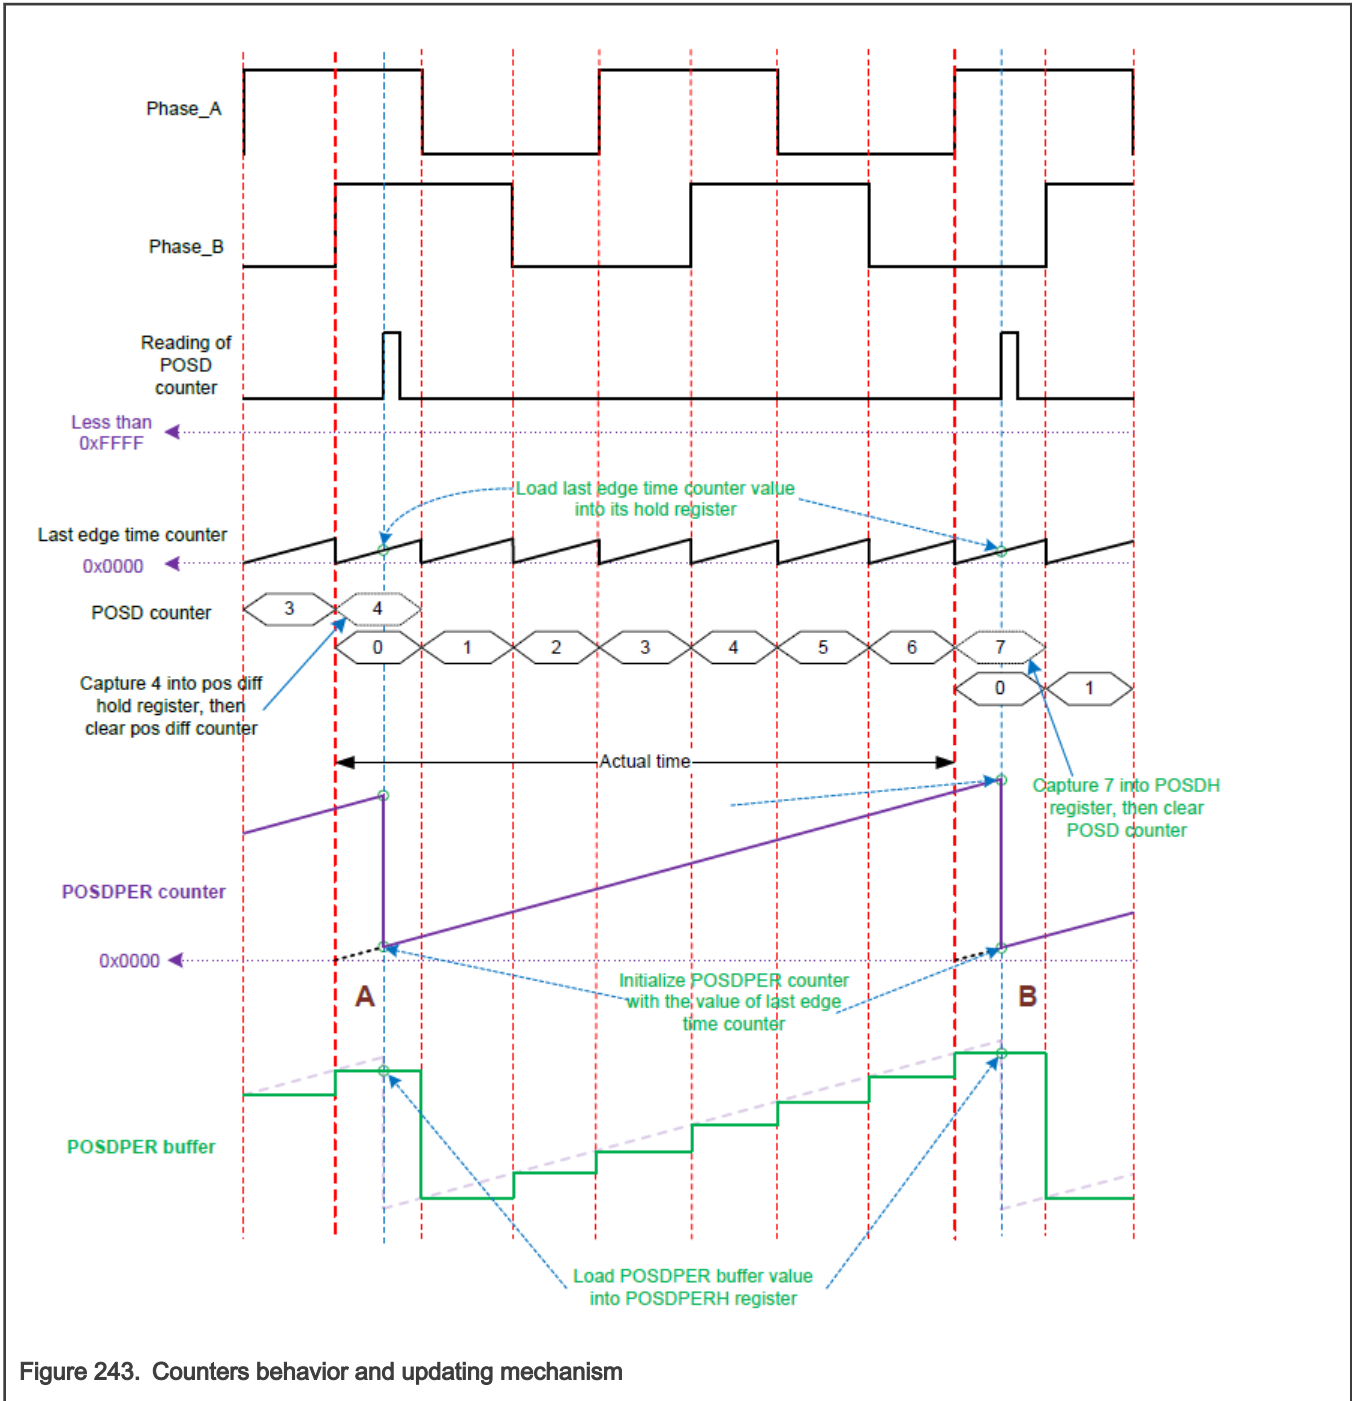 Phase_A
Phase_B
Reading of
POSD
counter
Less than
0xFFFF
Load last edge time counter value
into its hold register
Last edge time counter
0x0000
POSD counter
3
4
0
1
2
3
4
5
6
7
0
1
Capture 4 into pos diff
hold register, then
clear pos diff counter
Actual time
Capture 7 into POSDH
register, then clear
POSD counter
POSDPER counter
0x0000
Initialize POSDPER counter
with the value of last edge
time counter
A
B
POSDPER buffer
Load POSDPER buffer value
into POSDPERH register
Figure 243. Counters behavior and updating mechanism